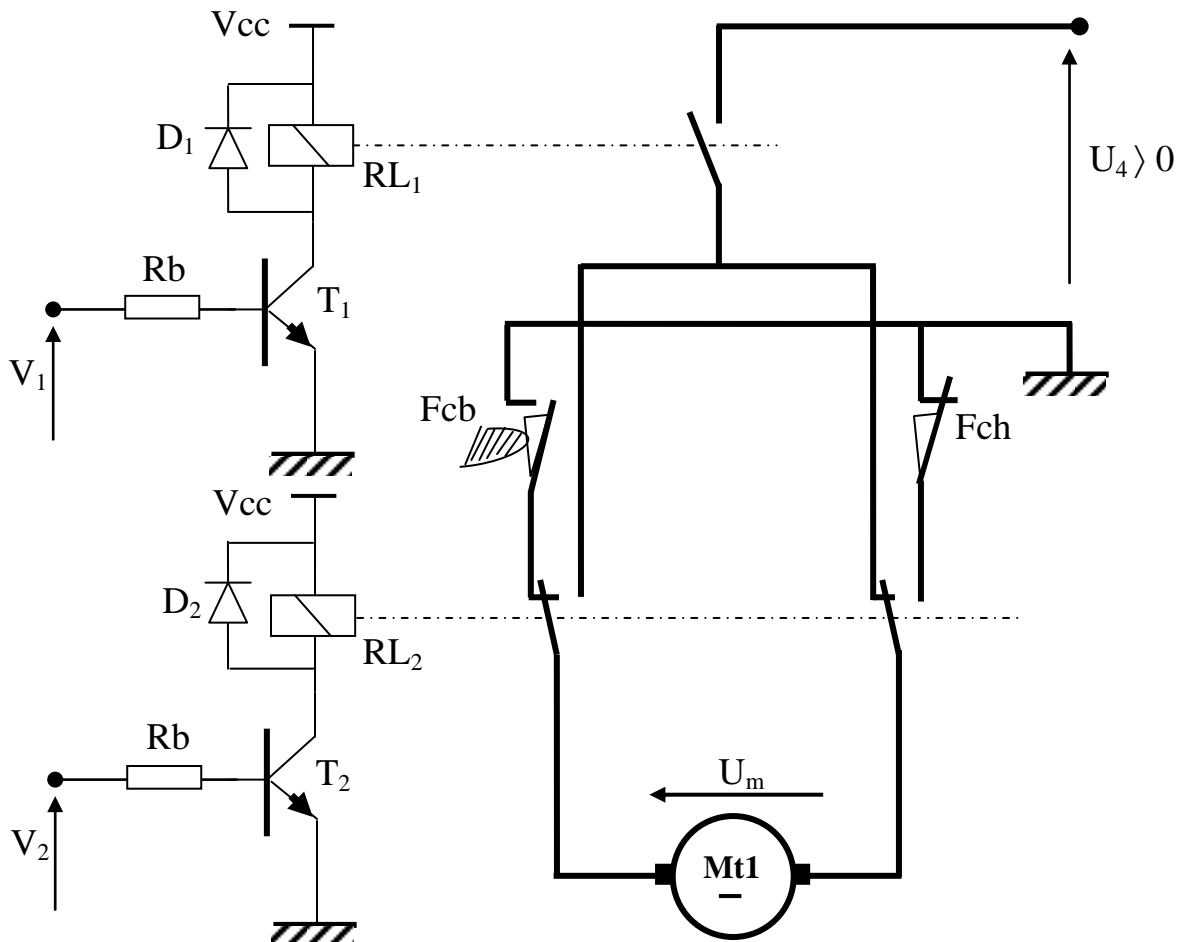 Vcc
D₁
RL₁
U₄ ⟩ 0
Rb
T₁
V₁
Fcb
Fch
Vcc
D₂
RL₂
Rb
T₂
Uₘ
V₂
Mt1